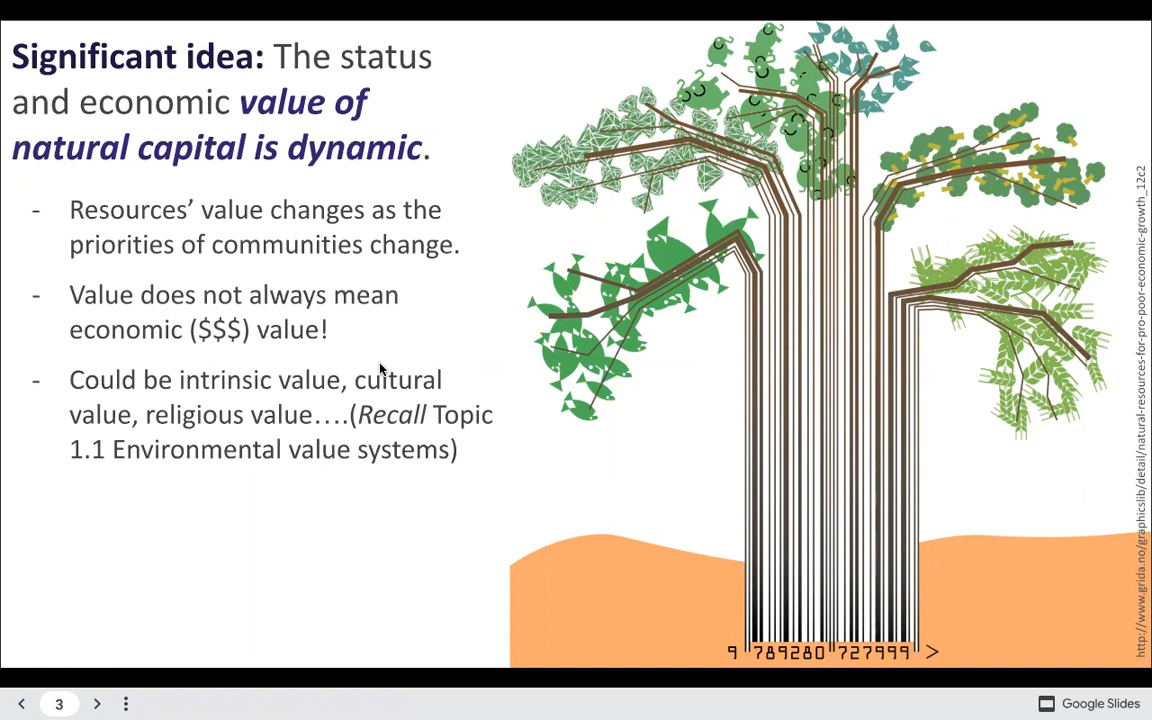 Significant idea: The status
and economic value of
natural capital is dynamic.
- Resources’ value changes as the
priorities of communities change.
- Value does not always mean
economic ($$$) value!
- Could be intrinsic value, cultural
value, religious value….(Recall Topic
1.1 Environmental value systems)
http://www.grida.no/graphicslib/detail/natural-resources-for-pro-poor-economic-growth_12c2
9 789280 727999 >
3
Google Slides